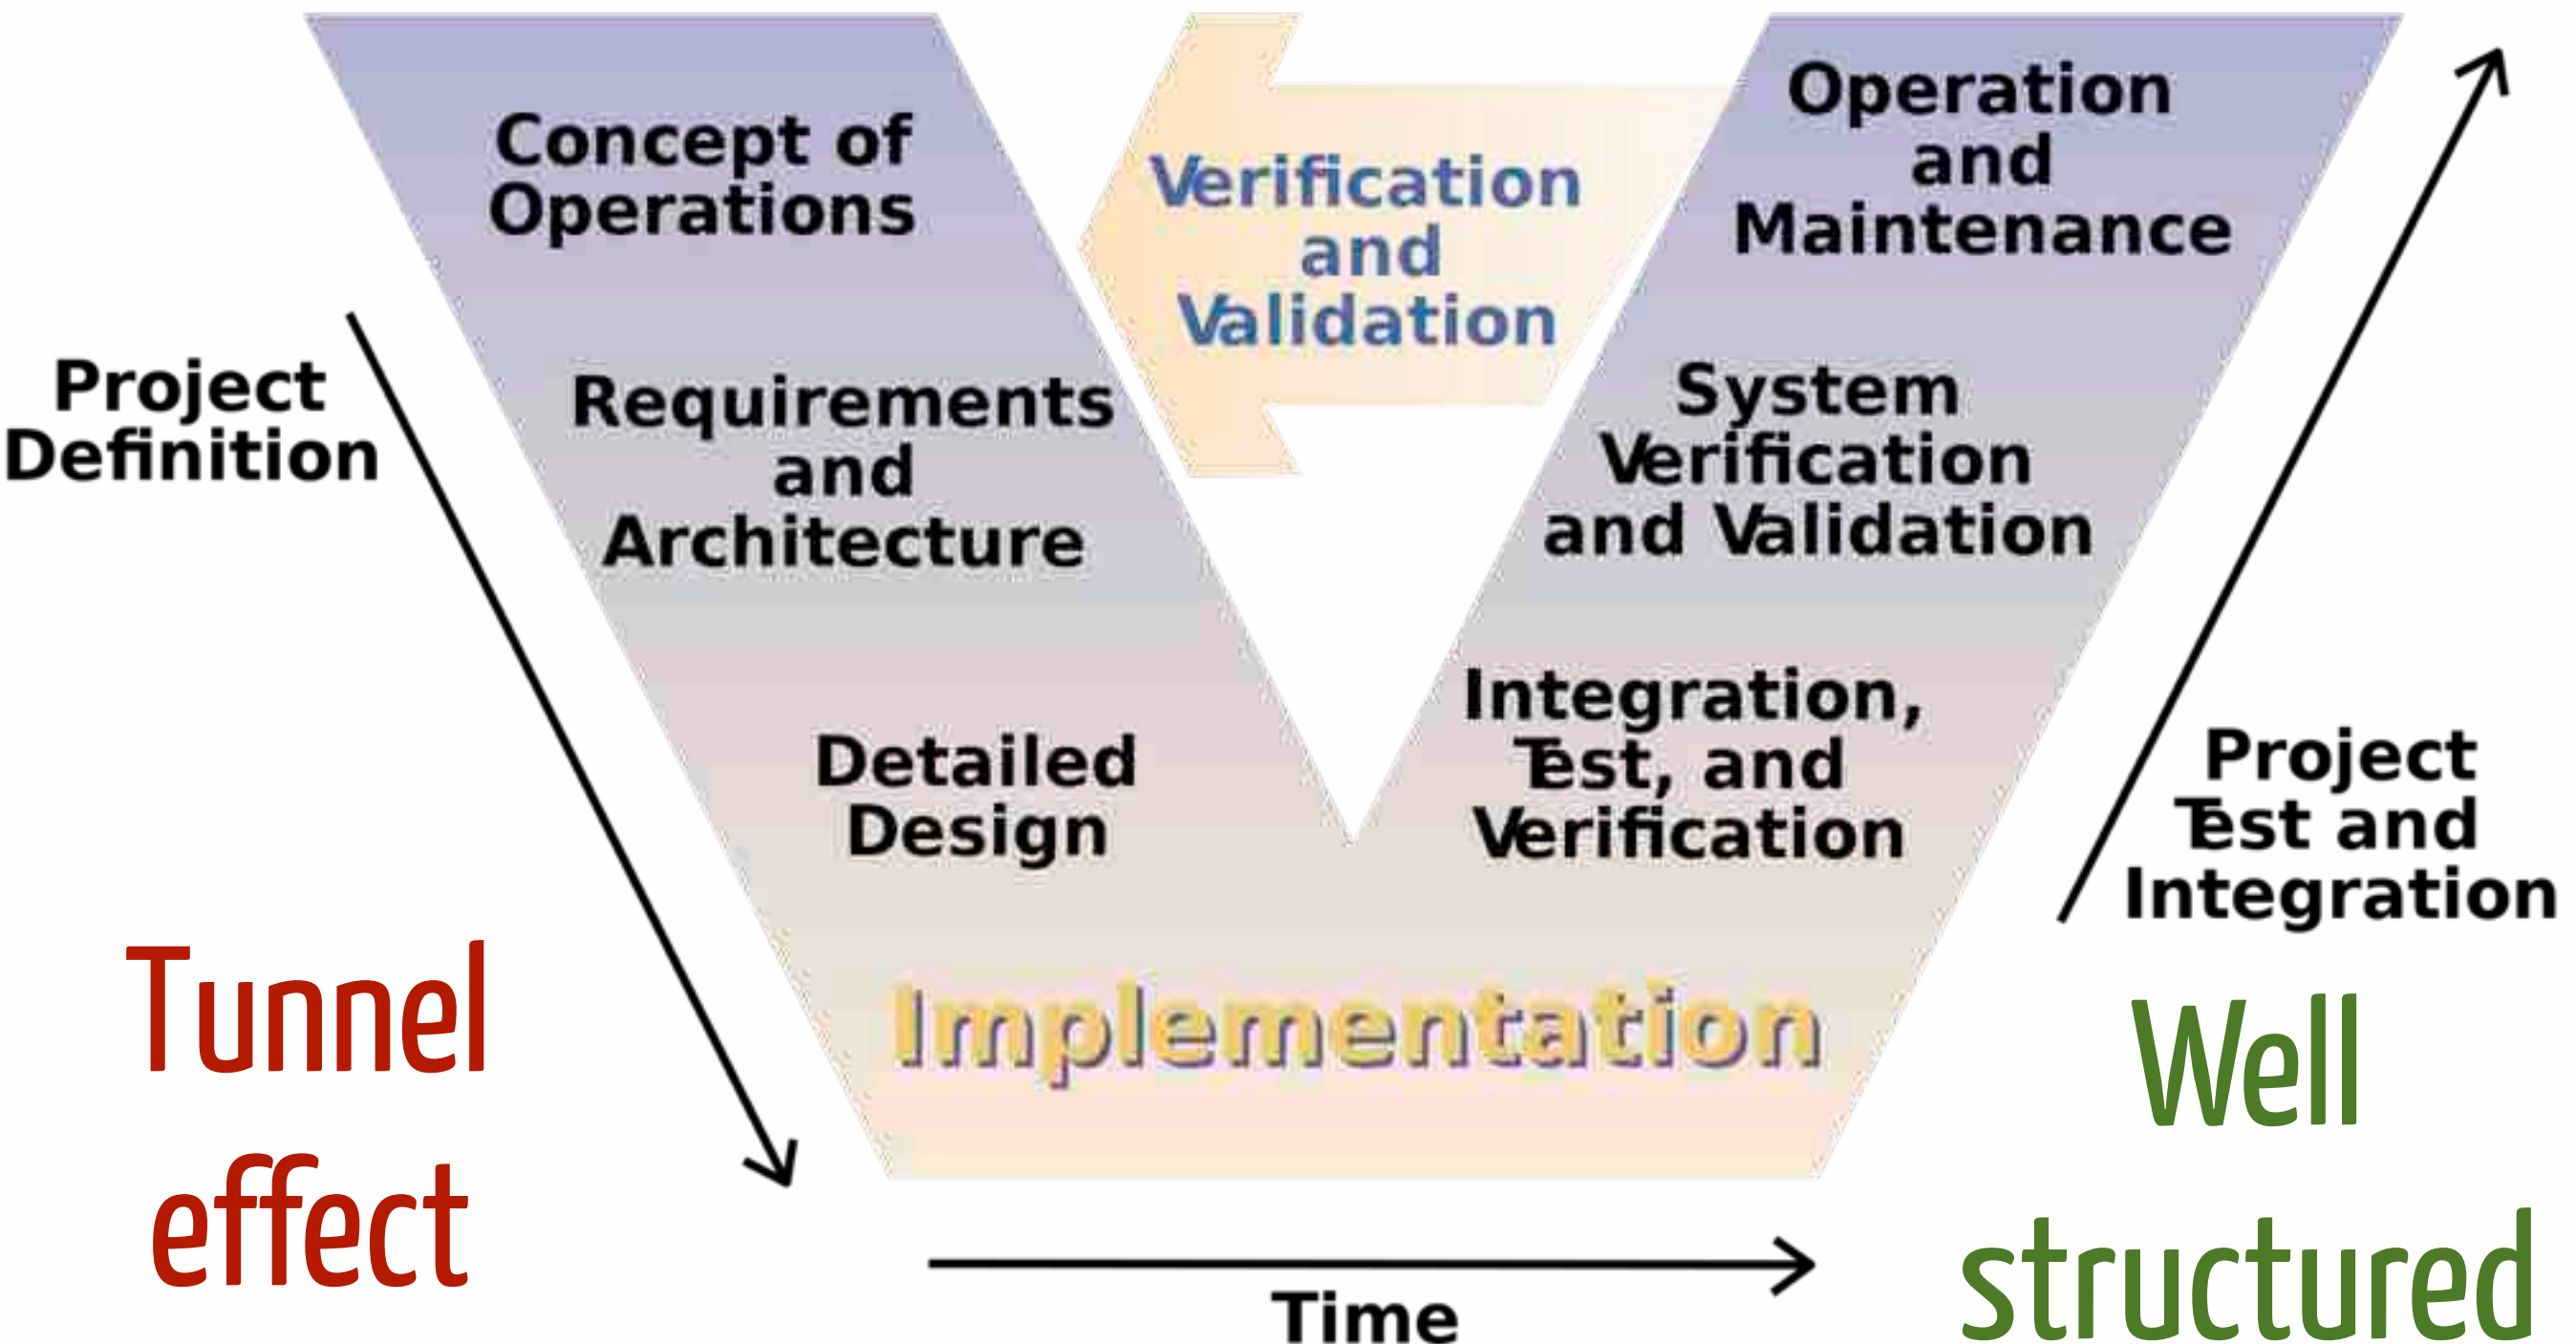 Concept of
Operations
Verification
and
Validation
Operation
and
Maintenance
Project
Definition
Requirements
and
Architecture
System
Verification
and Validation
Detailed
Design
Integration,
Test, and
Verification
Project
Test and
Integration
Implementation
Tunnel
effect
Well
structured
Time